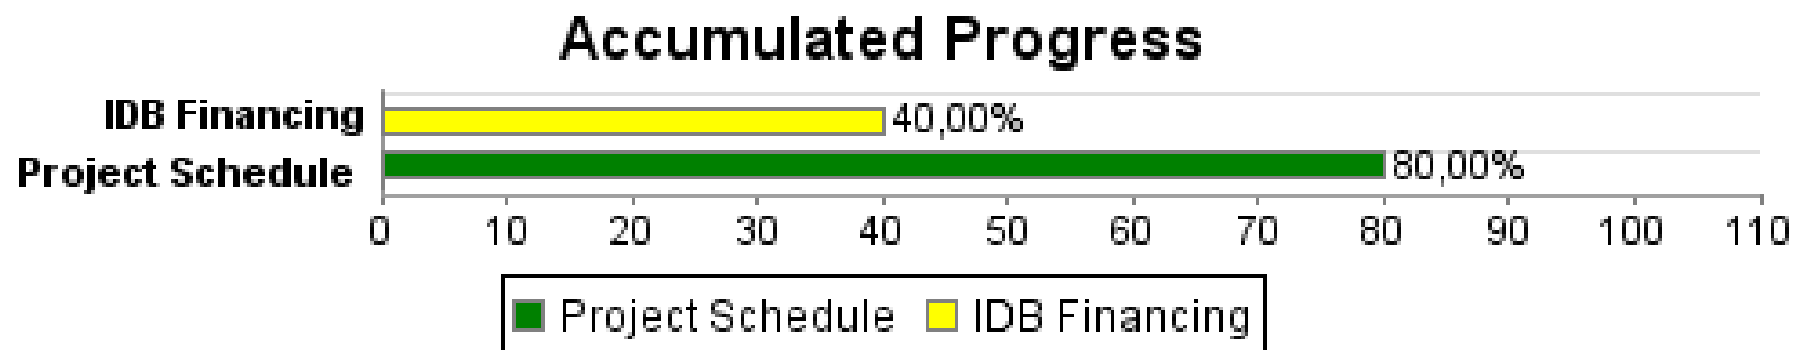 Accumulated Progress
IDB Financing 40,00%
Project Schedule 80,00%
0 10 20 30 40 50 60 70 80 90 100 110
Project Schedule IDB Financing